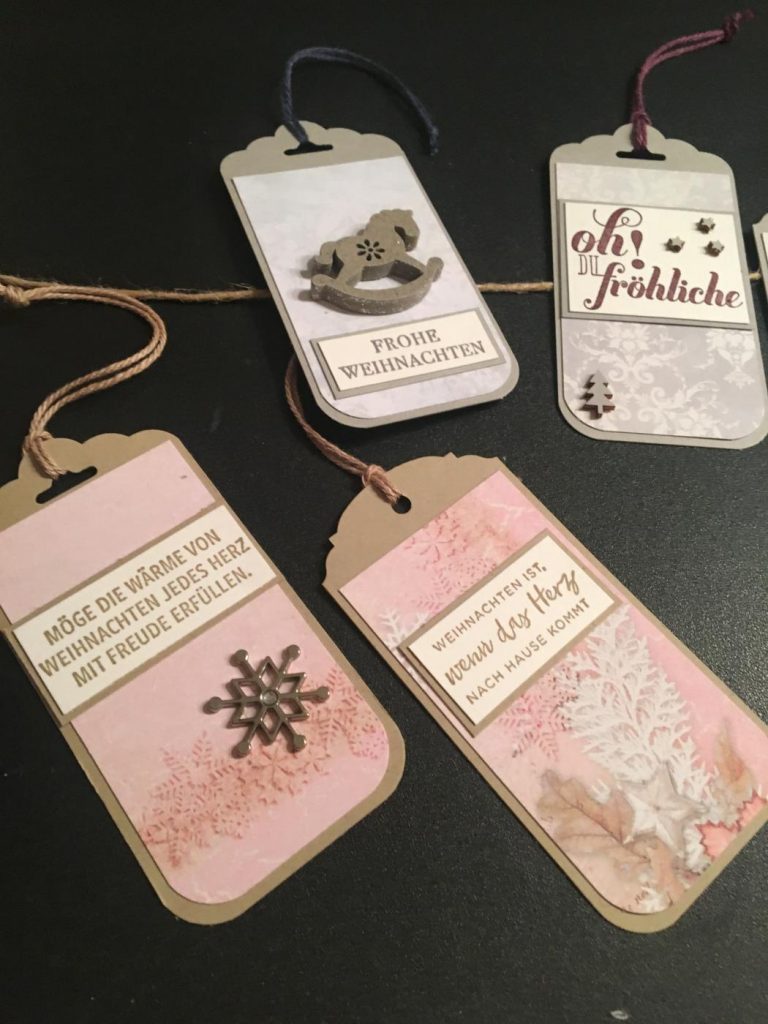 FROHE
WEIHNACHTEN
oh!
DU
fröhliche
MÖGE DIE WÄRME VON
WEIHNACHTEN JEDES HERZ
MIT FREUDE ERFÜLLEN.
WEIHNACHTEN IST,
wenn das Herz
NACH HAUSE KOMMT